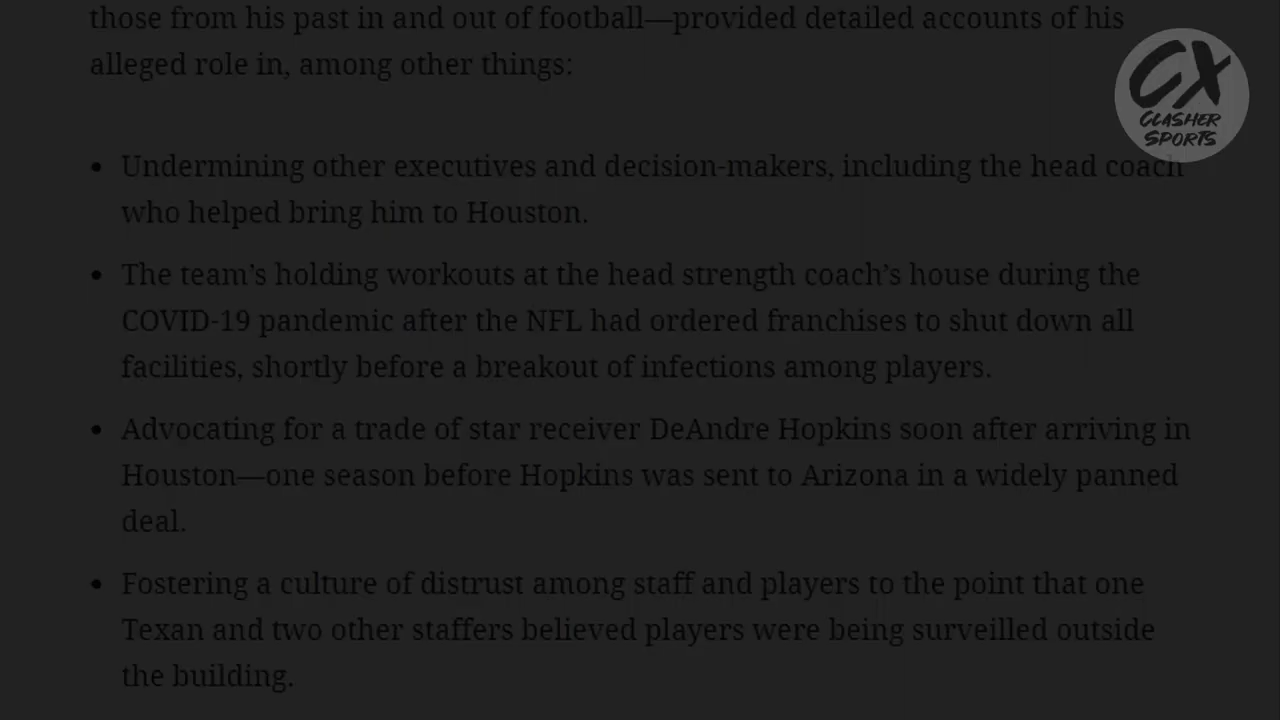 those from his past in and out of football—provided detailed accounts of his
alleged role in, among other things:
CX
CLASHER
SPORTS
• Undermining other executives and decision-makers, including the head coach
who helped bring him to Houston.
• The team’s holding workouts at the head strength coach’s house during the
COVID-19 pandemic after the NFL had ordered franchises to shut down all
facilities, shortly before a breakout of infections among players.
• Advocating for a trade of star receiver DeAndre Hopkins soon after arriving in
Houston—one season before Hopkins was sent to Arizona in a widely panned
deal.
• Fostering a culture of distrust among staff and players to the point that one
Texan and two other staffers believed players were being surveilled outside
the building.